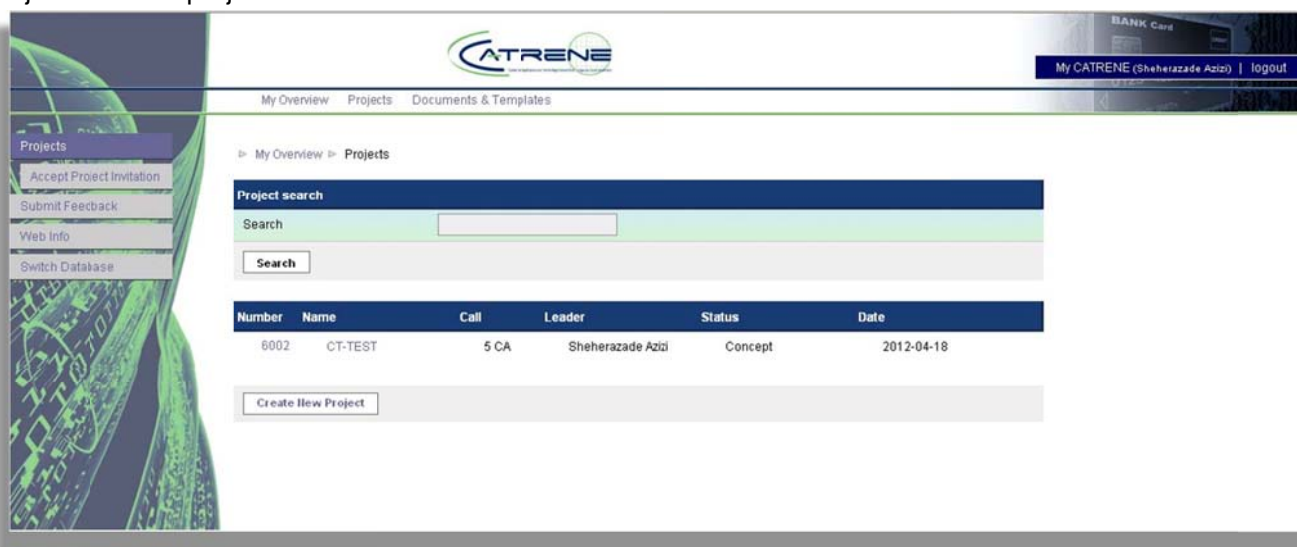 BANK Card
CATRENE
My CATRENE (Sheherazade Azizi) | logout
My Overview Projects Documents & Templates
Projects
Accept Project Invitation
Submit Feedback
Web Info
Switch Database
My Overview Projects
Project search
Search
Search
Number Name Call Leader Status Date
6002 CT-TEST 5 CA Sheherazade Azizi Concept 2012-04-18
Create New Project